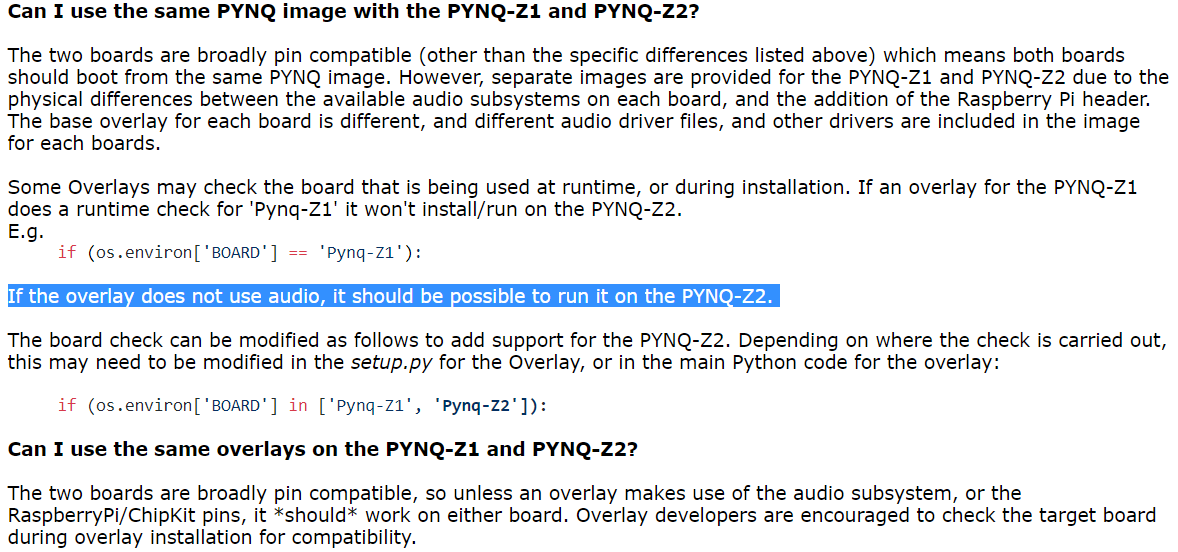 Can I use the same PYNQ image with the PYNQ-Z1 and PYNQ-Z2?
The two boards are broadly pin compatible (other than the specific differences listed above) which means both boards
should boot from the same PYNQ image. However, separate images are provided for the PYNQ-Z1 and PYNQ-Z2 due to the
physical differences between the available audio subsystems on each board, and the addition of the Raspberry Pi header.
The base overlay for each board is different, and different audio driver files, and other drivers are included in the image
for each boards.
Some Overlays may check the board that is being used at runtime, or during installation. If an overlay for the PYNQ-Z1
does a runtime check for 'Pynq-Z1' it won't install/run on the PYNQ-Z2.
E.g.
if (os.environ['BOARD'] == 'Pynq-Z1'):
If the overlay does not use audio, it should be possible to run it on the PYNQ-Z2.
The board check can be modified as follows to add support for the PYNQ-Z2. Depending on where the check is carried out,
this may need to be modified in the setup.py for the Overlay, or in the main Python code for the overlay:
if (os.environ['BOARD'] in ['Pynq-Z1', 'Pynq-Z2']):
Can I use the same overlays on the PYNQ-Z1 and PYNQ-Z2?
The two boards are broadly pin compatible, so unless an overlay makes use of the audio subsystem, or the
RaspberryPi/ChipKit pins, it *should* work on either board. Overlay developers are encouraged to check the target board
during overlay installation for compatibility.